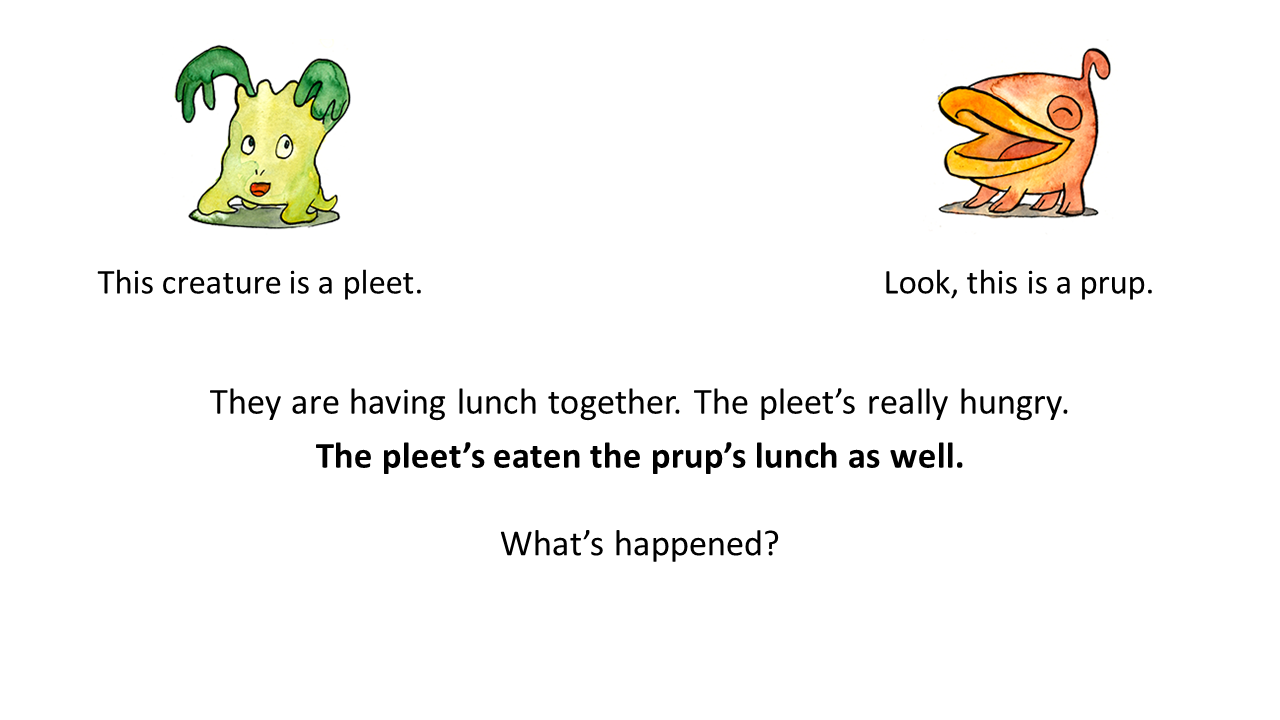 This creature is a pleet.
Look, this is a prup.
They are having lunch together. The pleet’s really hungry.
The pleet’s eaten the prup’s lunch as well.
What’s happened?